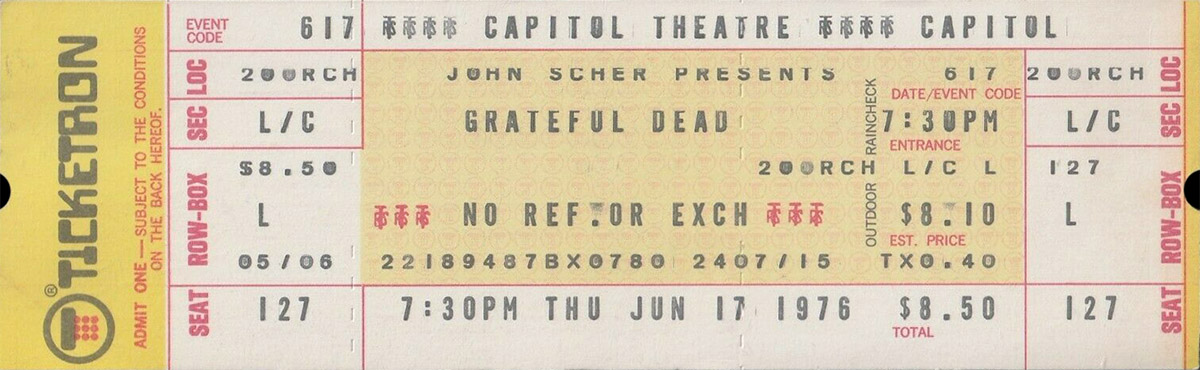 ® TICKETRON
ADMIT ONE — SUBJECT TO THE CONDITIONS
ON THE BACK HEREOF.
EVENT CODE 617 CAPITOL THEATRE CAPITOL
LOC 200RCH JOHN SCHER PRESENTS 617 200RCH LOC
DATE/EVENT CODE
SEC L/C GRATEFUL DEAD 7:30PM L/C SEC
ENTRANCE
$8.50 200RCH L/C L 127
ROW-BOX L NO REF. OR EXCH $8.10 L ROW-BOX
OUTDOOR RAINCHECK
EST. PRICE
05/06 22189487BX0780 2407/15 TX0.40
SEAT 127 7:30PM THU JUN 17 1976 $8.50 127 SEAT
TOTAL